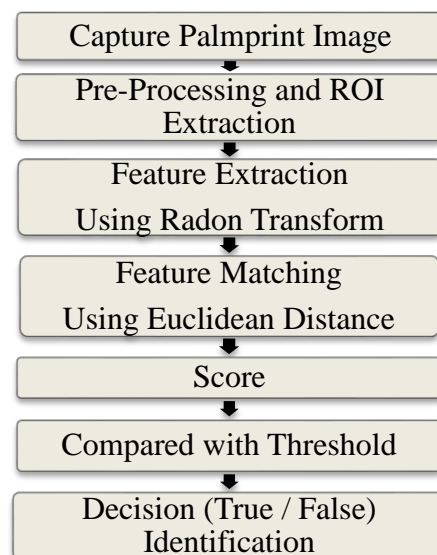 Capture Palmprint Image
Pre-Processing and ROI
Extraction
Feature Extraction
Using Radon Transform
Feature Matching
Using Euclidean Distance
Score
Compared with Threshold
Decision (True / False)
Identification